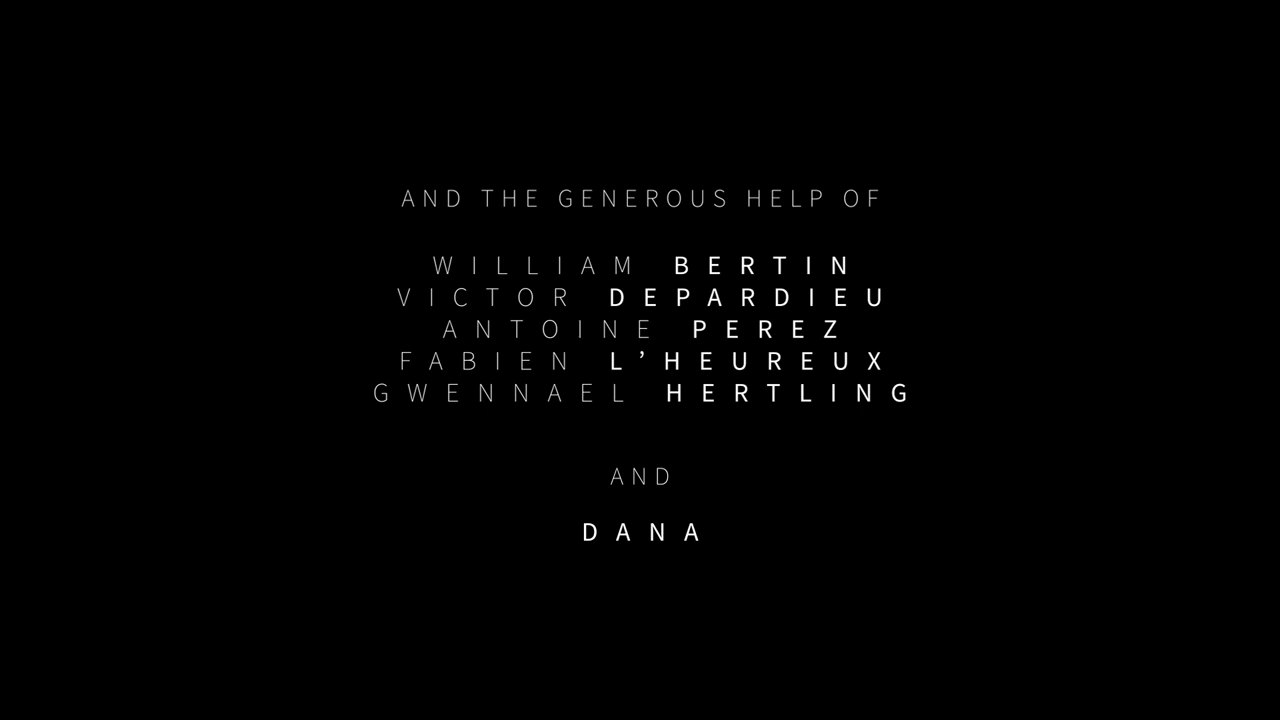 AND THE GENEROUS HELP OF
WILLIAM BERTIN
VICTOR DEPARDIEU
ANTOINE PEREZ
FABIEN L’HEUREUX
GWENNAEL HERTLING
AND
DANA